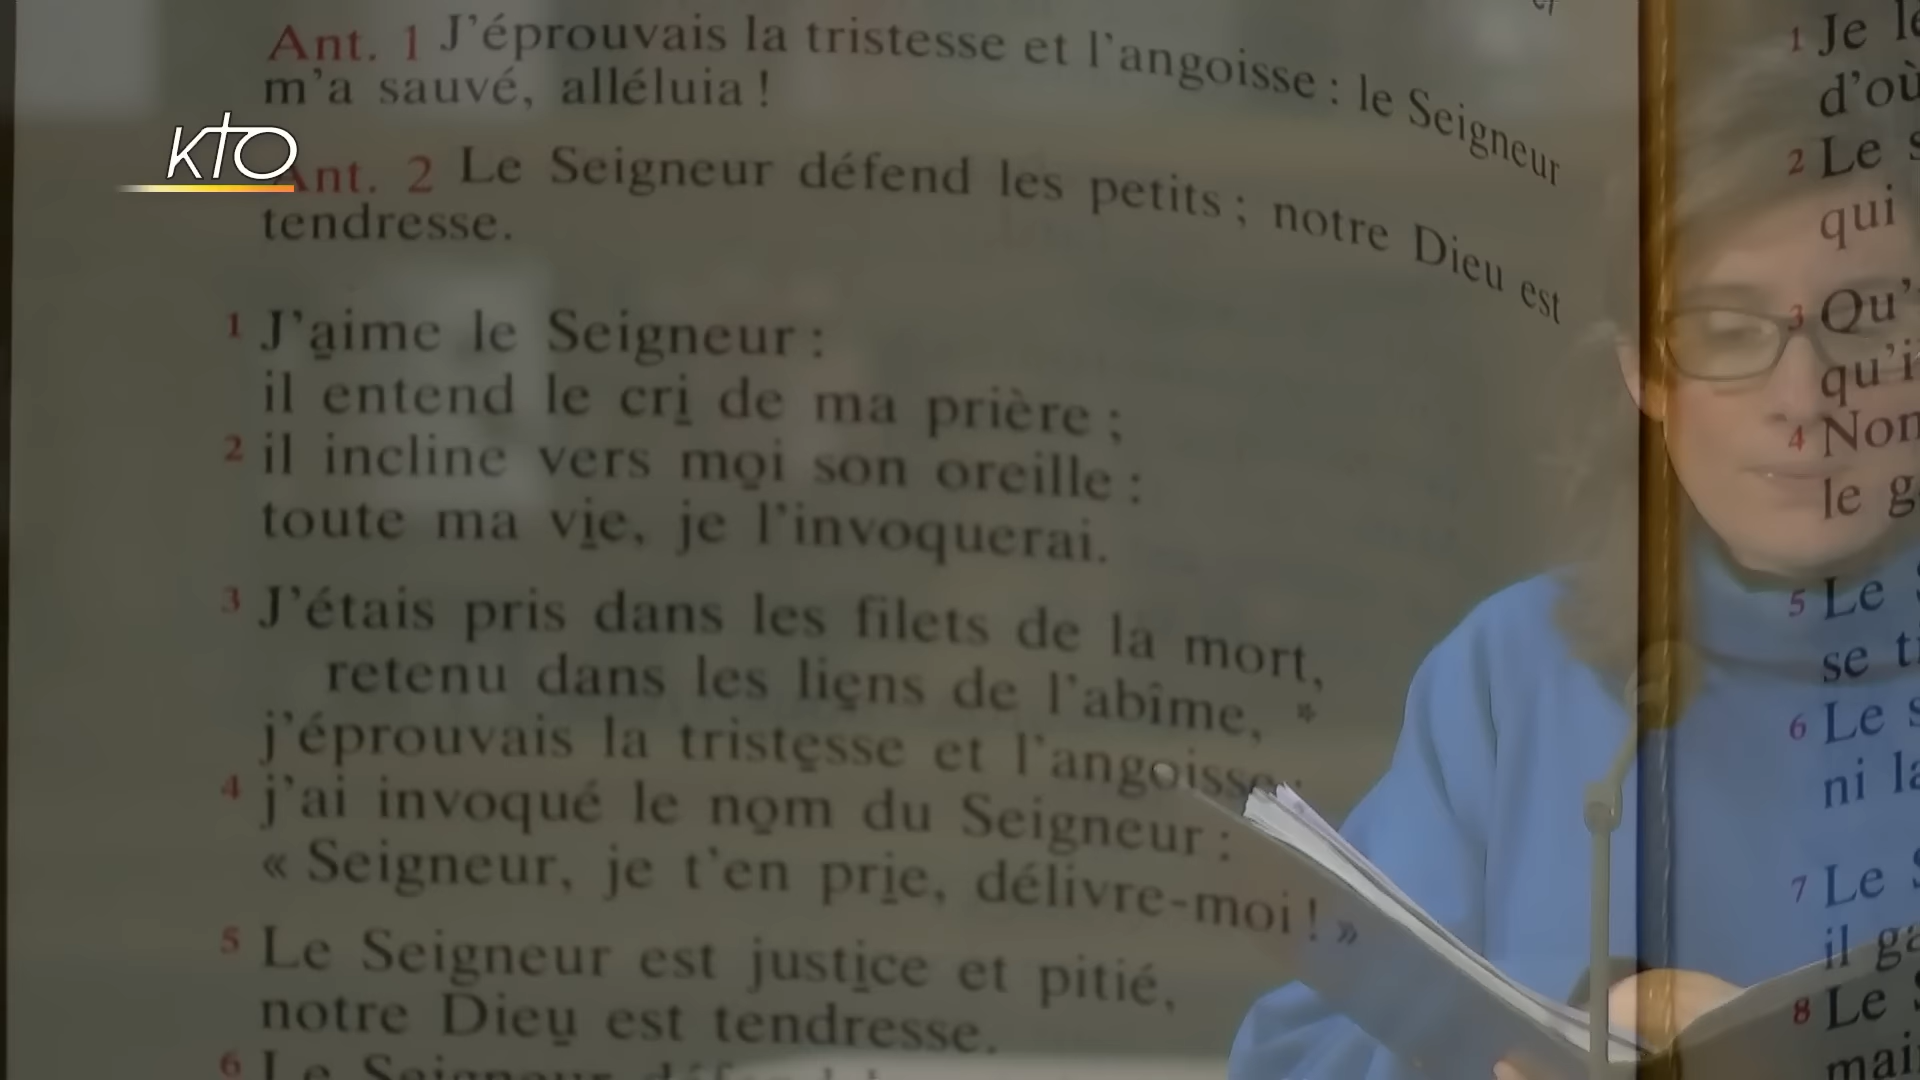 Ant. 1 J'éprouvais la tristesse et l'angoisse : le Seigneur
m'a sauvé, alléluia !
KTO
Ant. 2 Le Seigneur défend les petits ; notre Dieu est
tendresse.
1 J'aime le Seigneur :
il entend le cri de ma prière ;
2 il incline vers moi son oreille :
toute ma vie, je l'invoquerai.
3 J'étais pris dans les filets de la mort,
retenu dans les liens de l'abîme, *
j'éprouvais la tristesse et l'angoisse ;
4 j'ai invoqué le nom du Seigneur :
« Seigneur, je t'en prie, délivre-moi ! »
5 Le Seigneur est justice et pitié,
notre Dieu est tendresse.
6 Le Seigneur
1 Je
d'où
2 Le
qui
3
4
le
5 Le
se
6 Le
ni
7 Le
il
8 Le